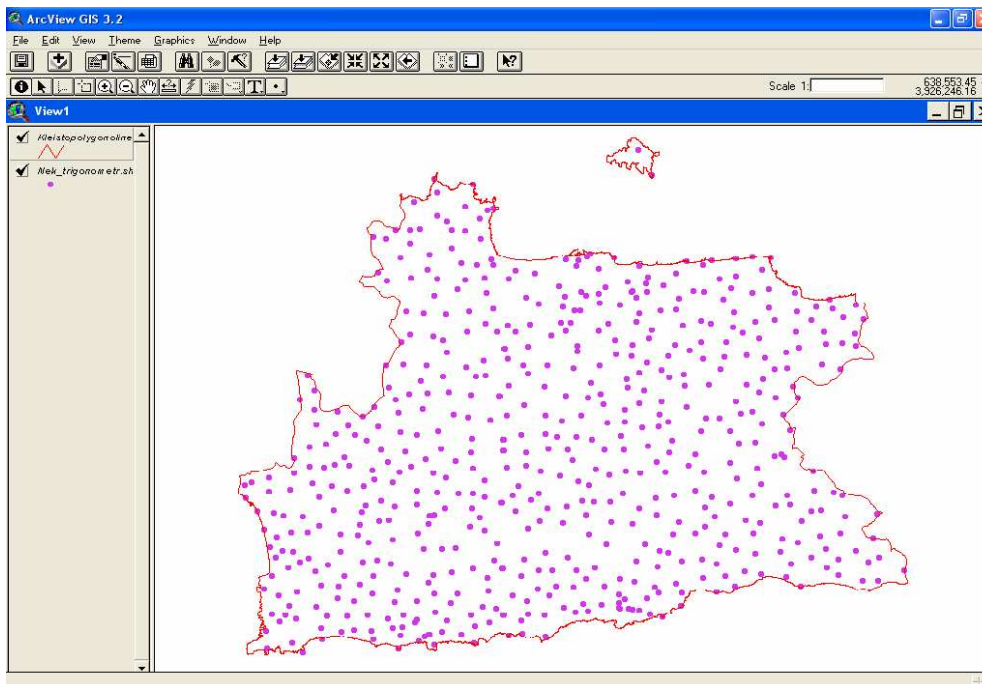 ArcView GIS 3.2
File Edit View Theme Graphics Window Help
Scale 1:
638,553.45
3,926,246.16
View1
Kleistopolygonoline
Nek_trigonometr.sh